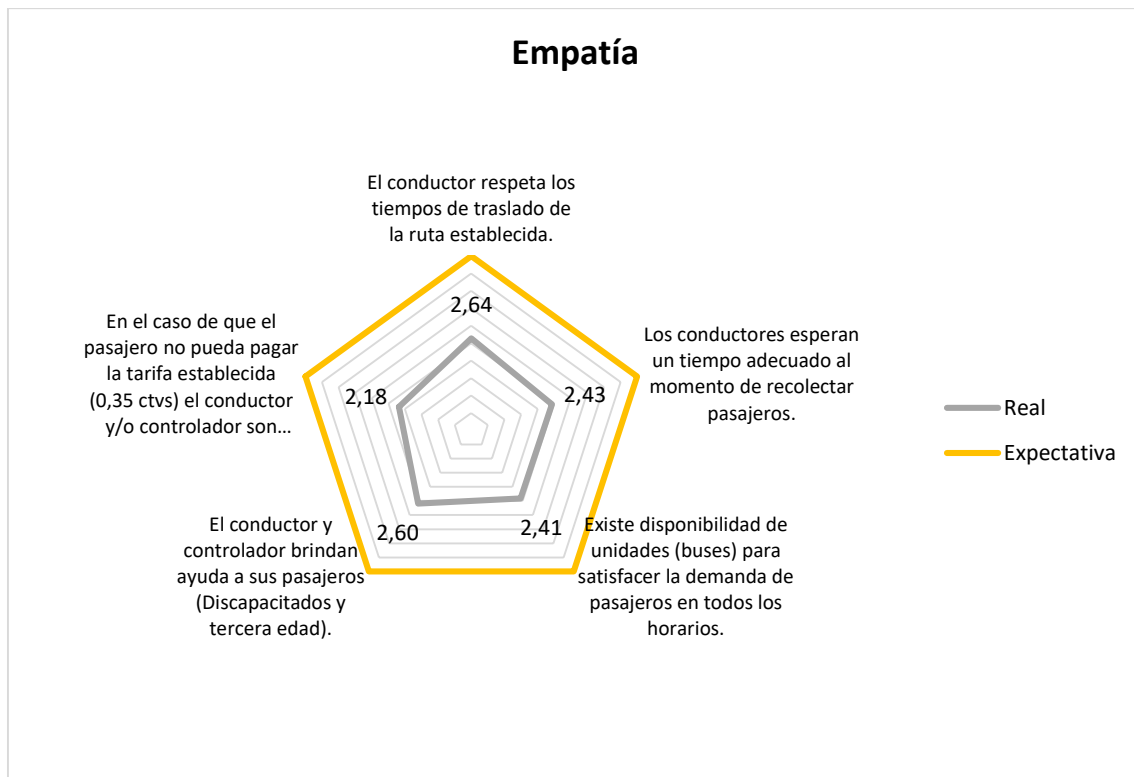 Empatía
El conductor respeta los
tiempos de traslado de
la ruta establecida.
2,64
Los conductores esperan
un tiempo adecuado al
momento de recolectar
pasajeros.
2,43
Existe disponibilidad de
unidades (buses) para
satisfacer la demanda de
pasajeros en todos los
horarios.
2,41
El conductor y
controlador brindan
ayuda a sus pasajeros
(Discapacitados y
tercera edad).
2,60
En el caso de que el
pasajero no pueda pagar
la tarifa establecida
(0,35 ctvs) el conductor
y/o controlador son…
2,18
Real
Expectativa